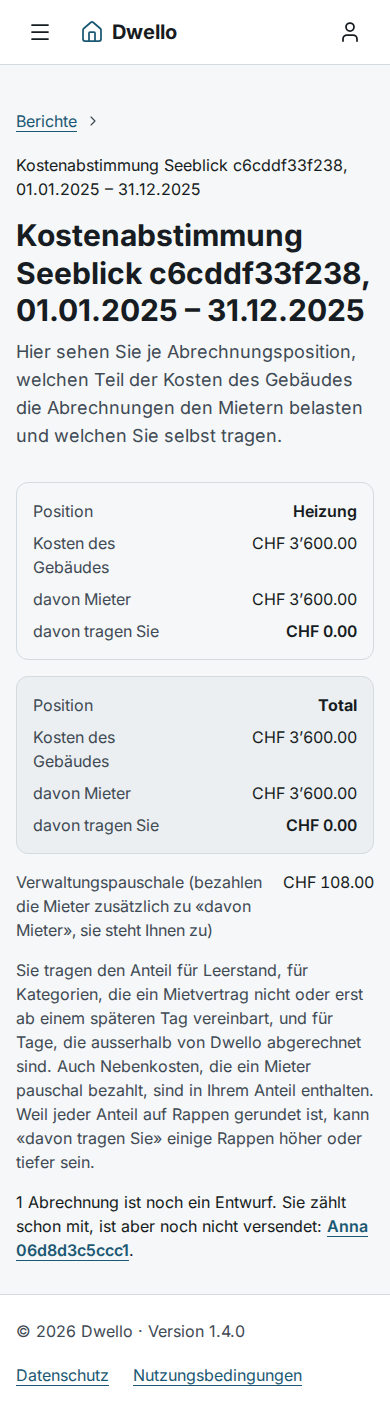 Dwello
Berichte
Kostenabstimmung Seeblick c6cddf33f238,
01.01.2025 – 31.12.2025
Kostenabstimmung
Seeblick c6cddf33f238,
01.01.2025 – 31.12.2025
Hier sehen Sie je Abrechnungsposition,
welchen Teil der Kosten des Gebäudes
die Abrechnungen den Mietern belasten
und welchen Sie selbst tragen.
Position Heizung
Kosten des CHF 3’600.00
Gebäudes
davon Mieter CHF 3’600.00
davon tragen Sie CHF 0.00
Position Total
Kosten des CHF 3’600.00
Gebäudes
davon Mieter CHF 3’600.00
davon tragen Sie CHF 0.00
Verwaltungspauschale (bezahlen CHF 108.00
die Mieter zusätzlich zu «davon
Mieter», sie steht Ihnen zu)
Sie tragen den Anteil für Leerstand, für
Kategorien, die ein Mietvertrag nicht oder erst
ab einem späteren Tag vereinbart, und für
Tage, die ausserhalb von Dwello abgerechnet
sind. Auch Nebenkosten, die ein Mieter
pauschal bezahlt, sind in Ihrem Anteil enthalten.
Weil jeder Anteil auf Rappen gerundet ist, kann
«davon tragen Sie» einige Rappen höher oder
tiefer sein.
1 Abrechnung ist noch ein Entwurf. Sie zählt
schon mit, ist aber noch nicht versendet: Anna
06d8d3c5ccc1.
© 2026 Dwello · Version 1.4.0
Datenschutz Nutzungsbedingungen